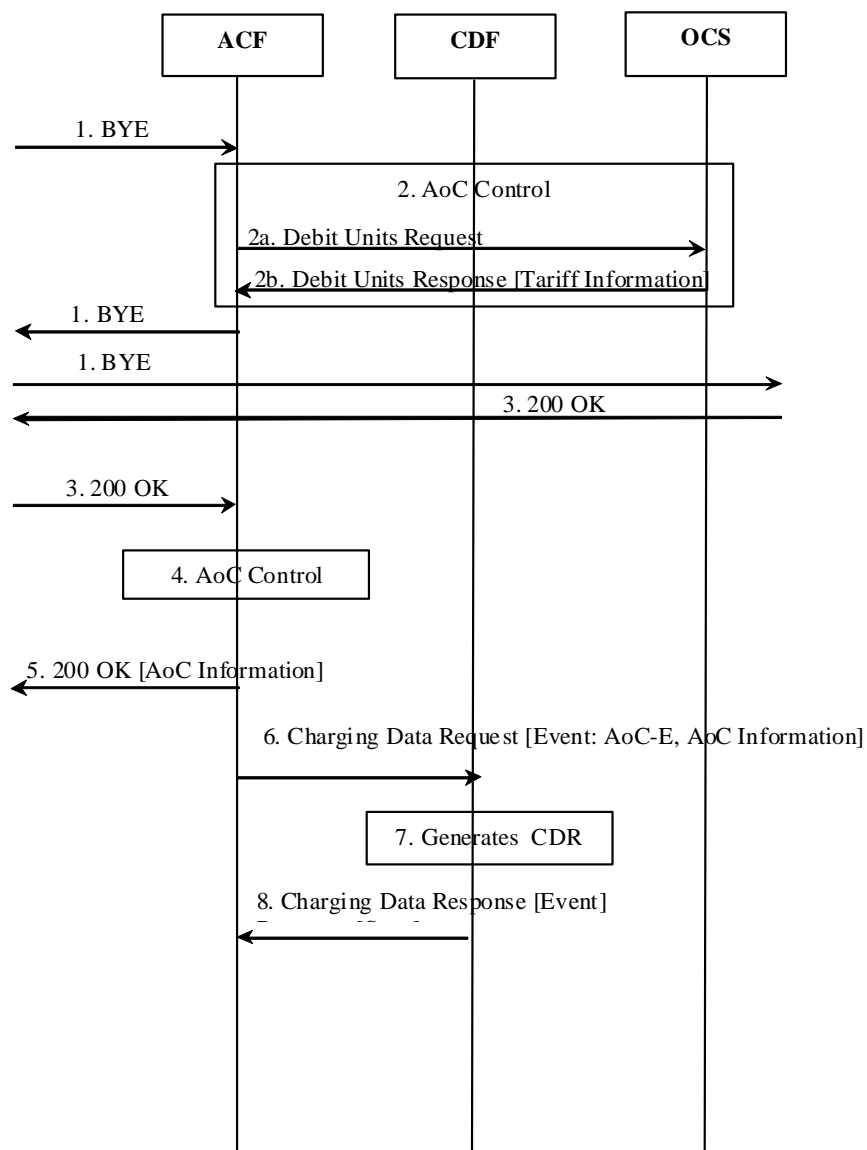 ACF CDF OCS
1. BYE
2. AoC Control
2a. Debit Units Request
2b. Debit Units Response [Tariff Information]
1. BYE
1. BYE
3. 200 OK
3. 200 OK
4. AoC Control
5. 200 OK [AoC Information]
6. Charging Data Request [Event: AoC-E, AoC Information]
7. Generates CDR
8. Charging Data Response [Event]